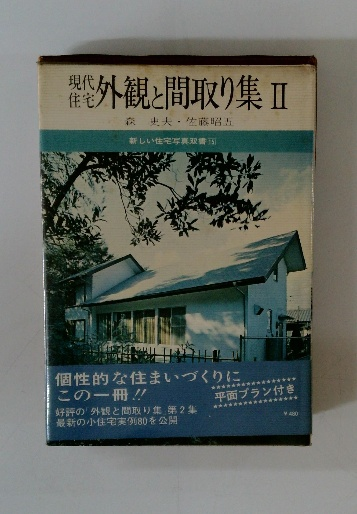 現代住宅 外観と間取り集 II
森 史夫・佐藤昭五
新しい住宅写真双書
個性的な住まいづくりに
この一冊!!
平面プラン付き
好評の「外観と間取り集」第2集
最新の小住宅実例80を公開
¥480